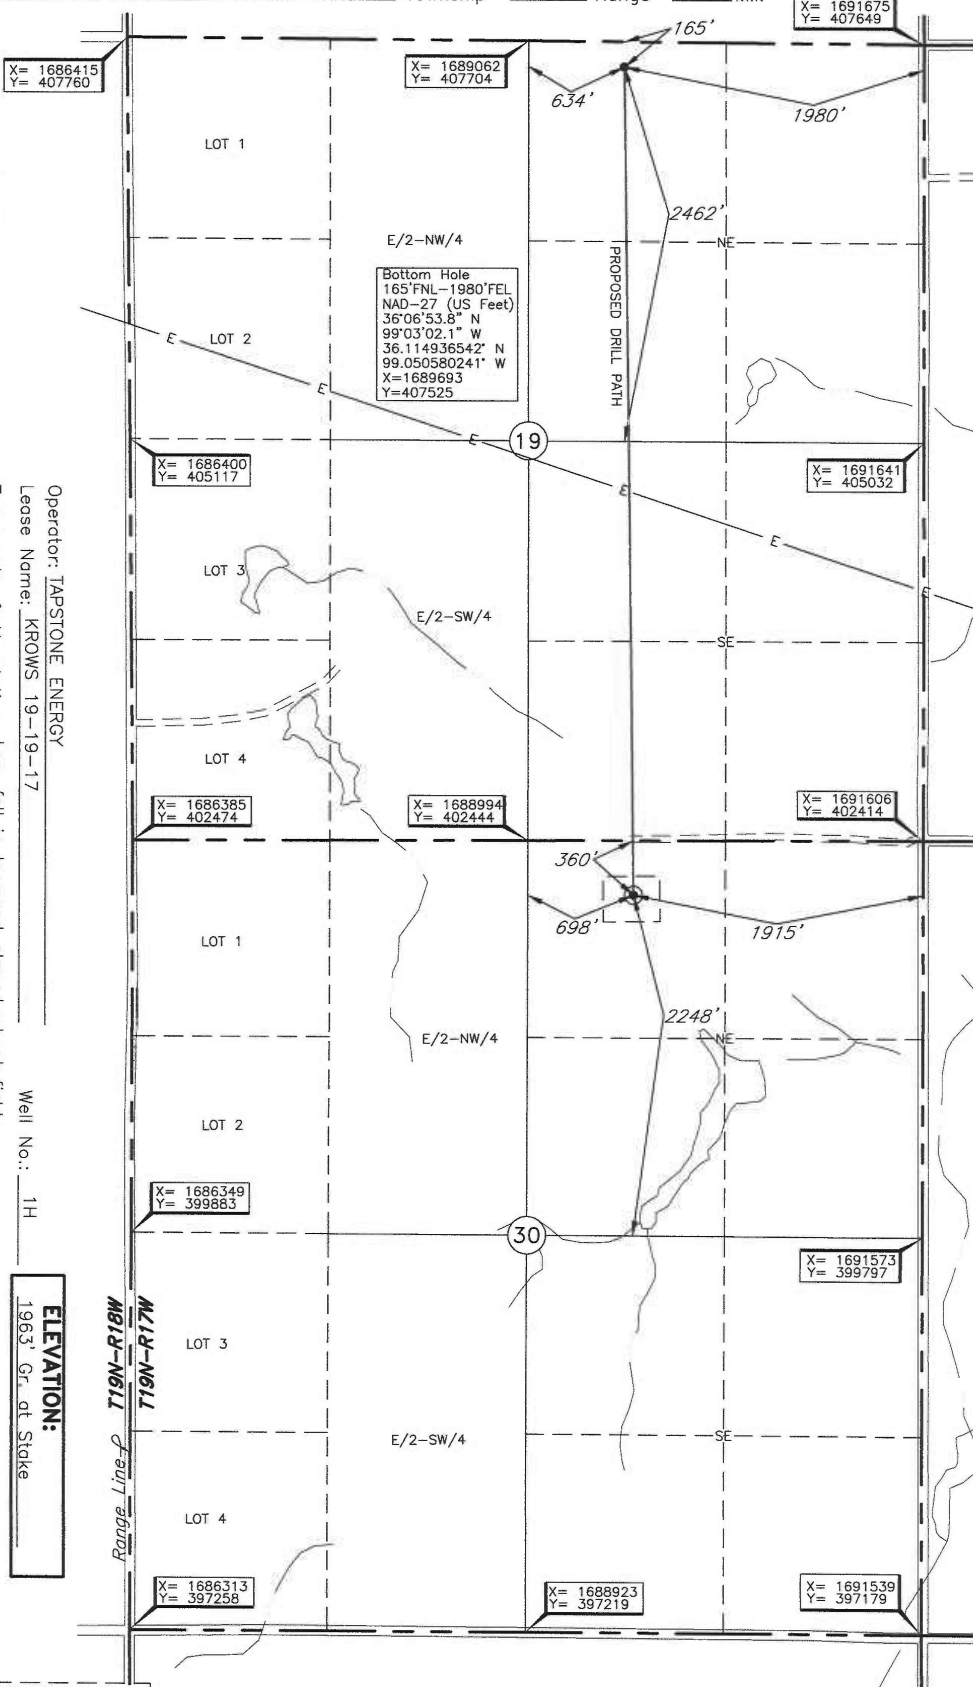 Township
Range
X= 1691675
Y= 407649
165'
X= 1686415
Y= 407760
X= 1689062
Y= 407704
634'
1980'
LOT 1
2462'
E/2-NW/4
NE
PROPOSED DRILL PATH
Bottom Hole
165'FNL-1980'FEL
NAD-27 (US Feet)
36°06'53.8" N
99°03'02.1" W
36.114936542° N
99.050580241° W
X=1689693
Y=407525
E
LOT 2
E
E
19
X= 1686400
Y= 405117
X= 1691641
Y= 405032
E
E
E
LOT 3
E/2-SW/4
SE
LOT 4
X= 1686385
Y= 402474
X= 1688994
Y= 402444
X= 1691606
Y= 402414
360'
698'
1915'
LOT 1
2248'
E/2-NW/4
NE
LOT 2
X= 1686349
Y= 399883
30
X= 1691573
Y= 399797
LOT 3
E/2-SW/4
SE
LOT 4
X= 1686313
Y= 397258
X= 1688923
Y= 397219
X= 1691539
Y= 397179
Range Line
T19N-R18W
T19N-R17W
Operator: TAPSTONE ENERGY
Lease Name: KROWS 19-19-17
Well No.: 1H
ELEVATION:
1963' Gr. at Stake